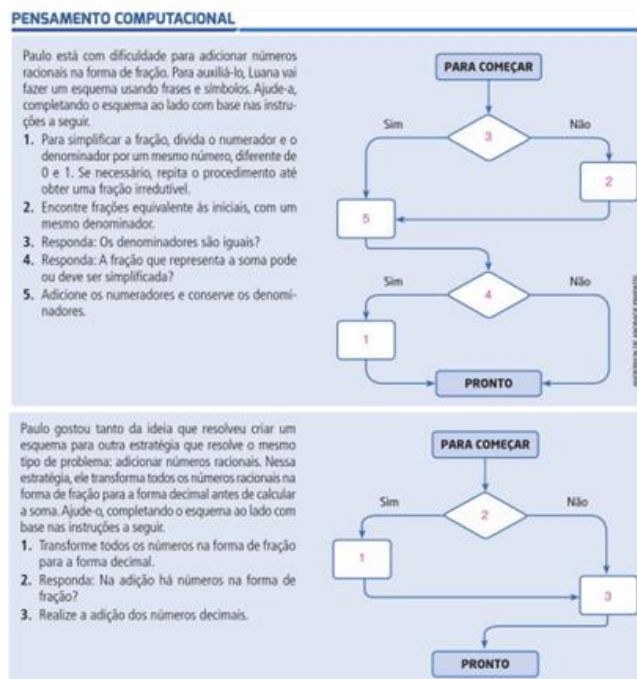 PENSAMENTO COMPUTACIONAL
Paulo está com dificuldade para adicionar números
racionais na forma de fração. Para auxiliá-lo, Luana vai
fazer um esquema usando frases e símbolos. Ajude-a,
completando o esquema ao lado com base nas instru-
ções a seguir.
1. Para simplificar a fração, divida o numerador e o
denominador por um mesmo número, diferente de
0 e 1. Se necessário, repita o procedimento até
obter uma fração irredutível.
2. Encontre frações equivalente às iniciais, com um
mesmo denominador.
3. Responda: Os denominadores são iguais?
4. Responda: A fração que representa a soma pode
ou deve ser simplificada?
5. Adicione os numeradores e conserve os denomi-
nadores.
PARA COMEÇAR
Sim
3
Não
2
5
Sim
4
Não
1
PRONTO
Paulo gostou tanto da ideia que resolveu criar um
esquema para outra estratégia que resolve o mesmo
tipo de problema: adicionar números racionais. Nessa
estratégia, ele transforma todos os números racionais na
forma de fração para a forma decimal antes de calcular
a soma. Ajude-o, completando o esquema ao lado com
base nas instruções a seguir.
1. Transforme todos os números na forma de fração
para a forma decimal.
2. Responda: Na adição há números na forma de
fração?
3. Realize a adição dos números decimais.
PARA COMEÇAR
Sim
2
Não
1
3
PRONTO